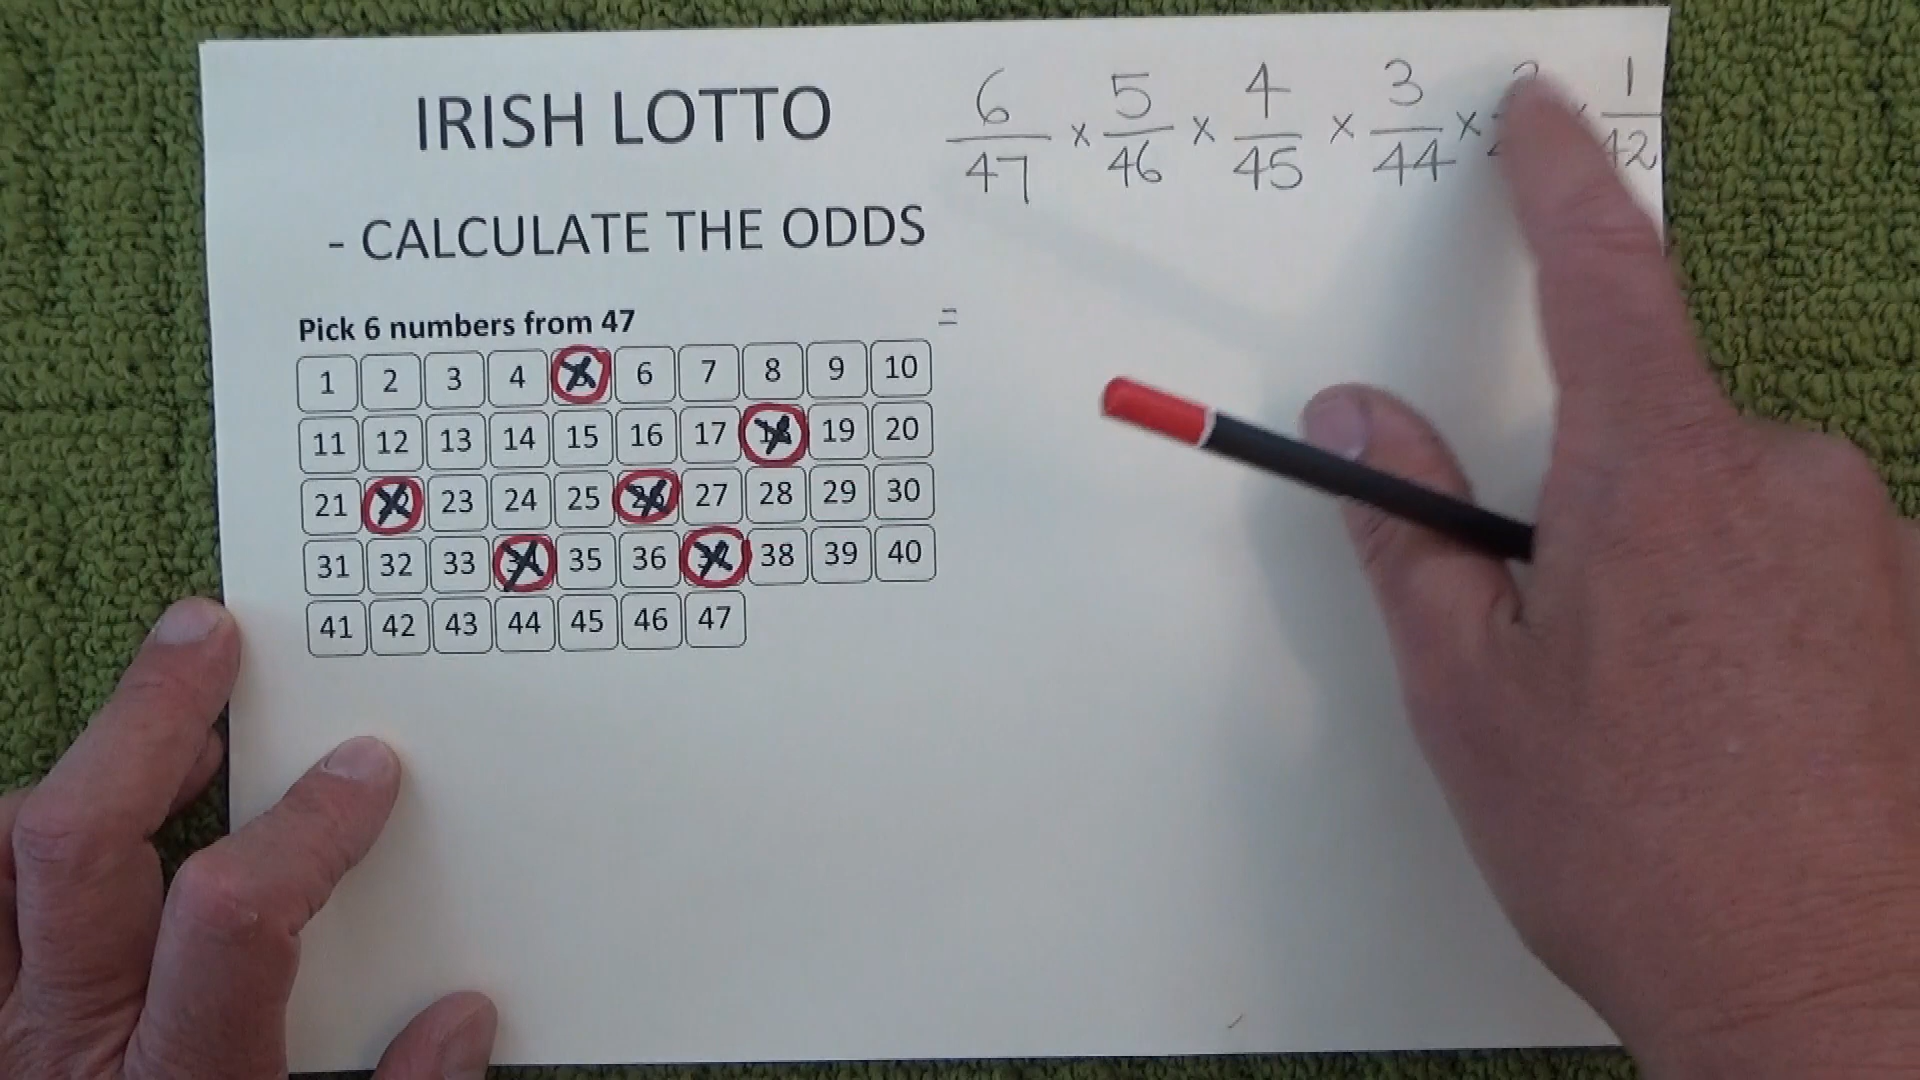 IRISH LOTTO
- CALCULATE THE ODDS
6/47 × 5/46 × 4/45 × 3/44 × × 1/42
=
Pick 6 numbers from 47
1 2 3 4 6 7 8 9 10
11 12 13 14 15 16 17 19 20
21 23 24 25 27 28 29 30
31 32 33 35 36 38 39 40
41 42 43 44 45 46 47